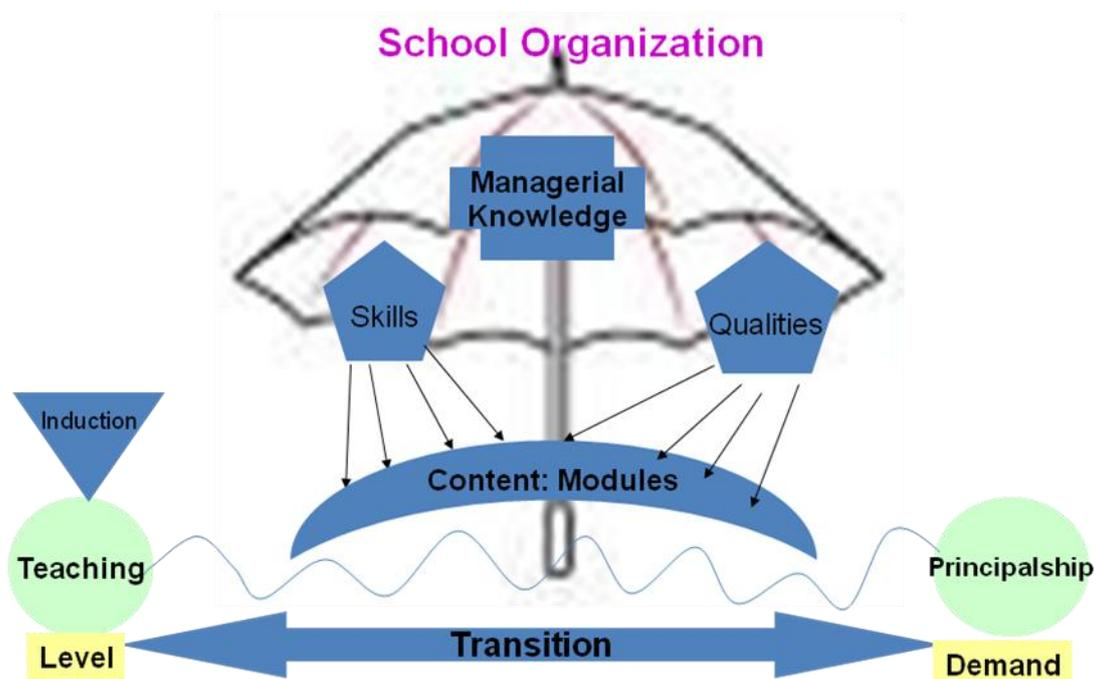 School Organization
Managerial
Knowledge
Skills
Qualities
Induction
Content: Modules
Teaching
Principalship
Transition
Level
Demand